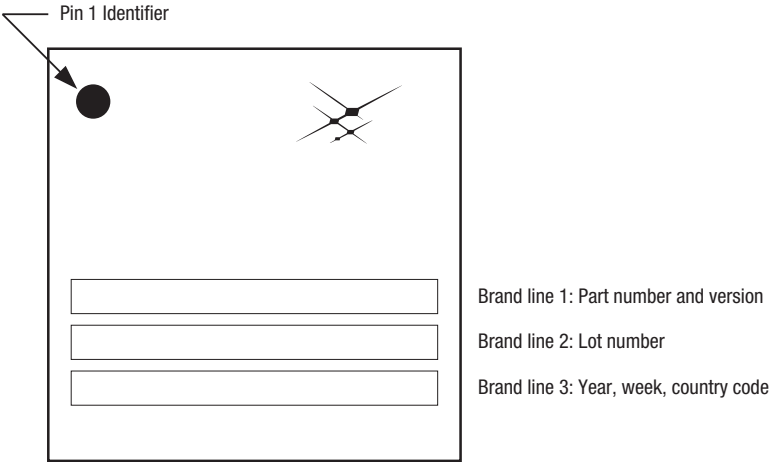 Pin 1 Identifier
Brand line 1: Part number and version
Brand line 2: Lot number
Brand line 3: Year, week, country code